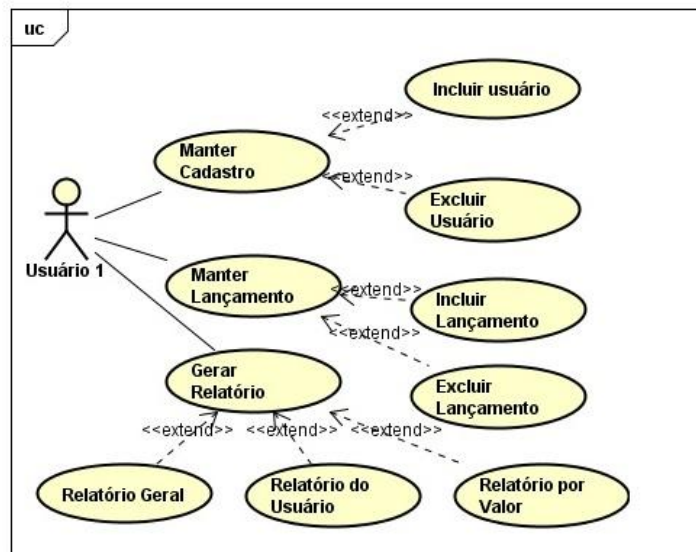 uc
Incluir usuário
<<extend>>
Manter
Cadastro
<<extend>>
Excluir
Usuário
Usuário 1
Manter
Lançamento
<<extend>>
Incluir
Lançamento
<<extend>>
Gerar
Relatório
Excluir
Lançamento
<<extend>>
<<extend>>
<<extend>>
Relatório Geral
Relatório do
Usuário
Relatório por
Valor